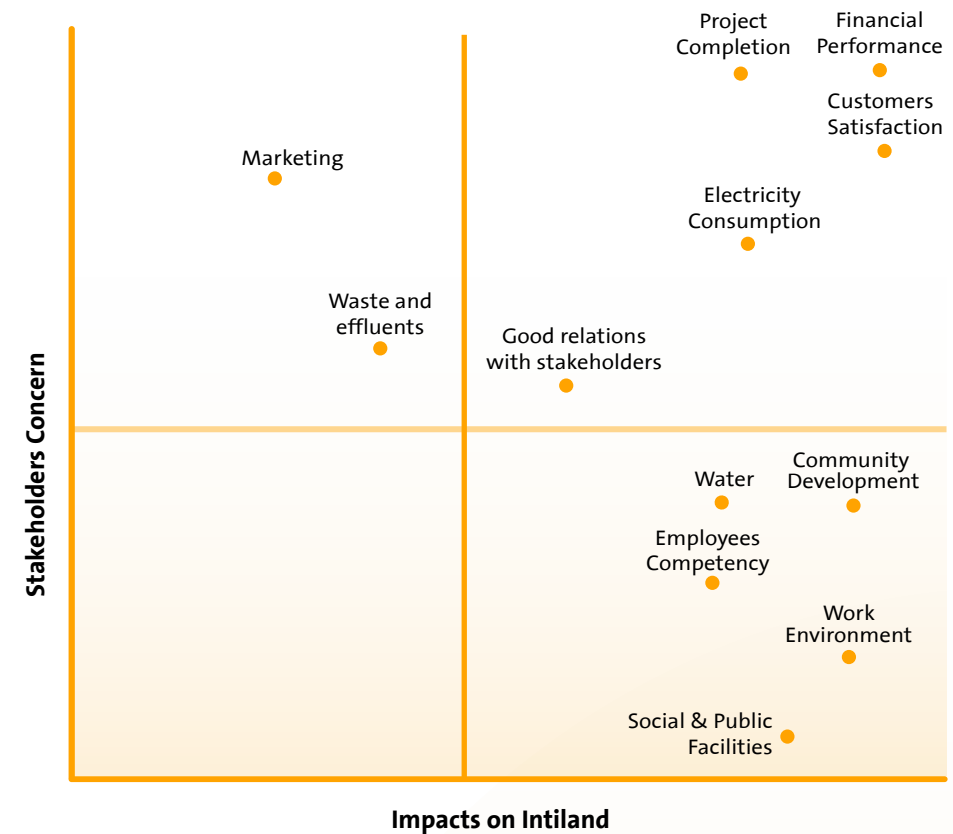 Project
Completion
Financial
Performance
Customers
Satisfaction
Marketing
Electricity
Consumption
Waste and
effluents
Good relations
with stakeholders
Stakeholders Concern
Community
Development
Water
Employees
Competency
Work
Environment
Social & Public
Facilities
Impacts on Intiland